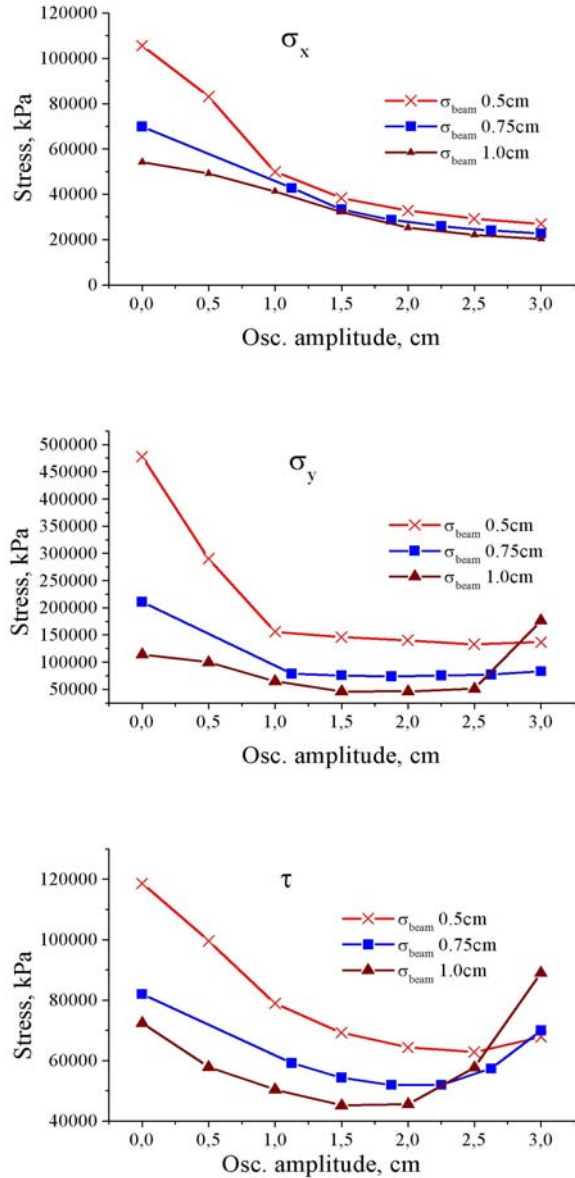 σx
Stress, kPa
120000
100000
80000
60000
40000
20000
0
σbeam 0.5cm
σbeam 0.75cm
σbeam 1.0cm
0,0 0,5 1,0 1,5 2,0 2,5 3,0
Osc. amplitude, cm
σy
Stress, kPa
500000
450000
400000
350000
300000
250000
200000
150000
100000
50000
σbeam 0.5cm
σbeam 0.75cm
σbeam 1.0cm
0,0 0,5 1,0 1,5 2,0 2,5 3,0
Osc. amplitude, cm
τ
Stress, kPa
120000
100000
80000
60000
40000
σbeam 0.5cm
σbeam 0.75cm
σbeam 1.0cm
0,0 0,5 1,0 1,5 2,0 2,5 3,0
Osc. amplitude, cm